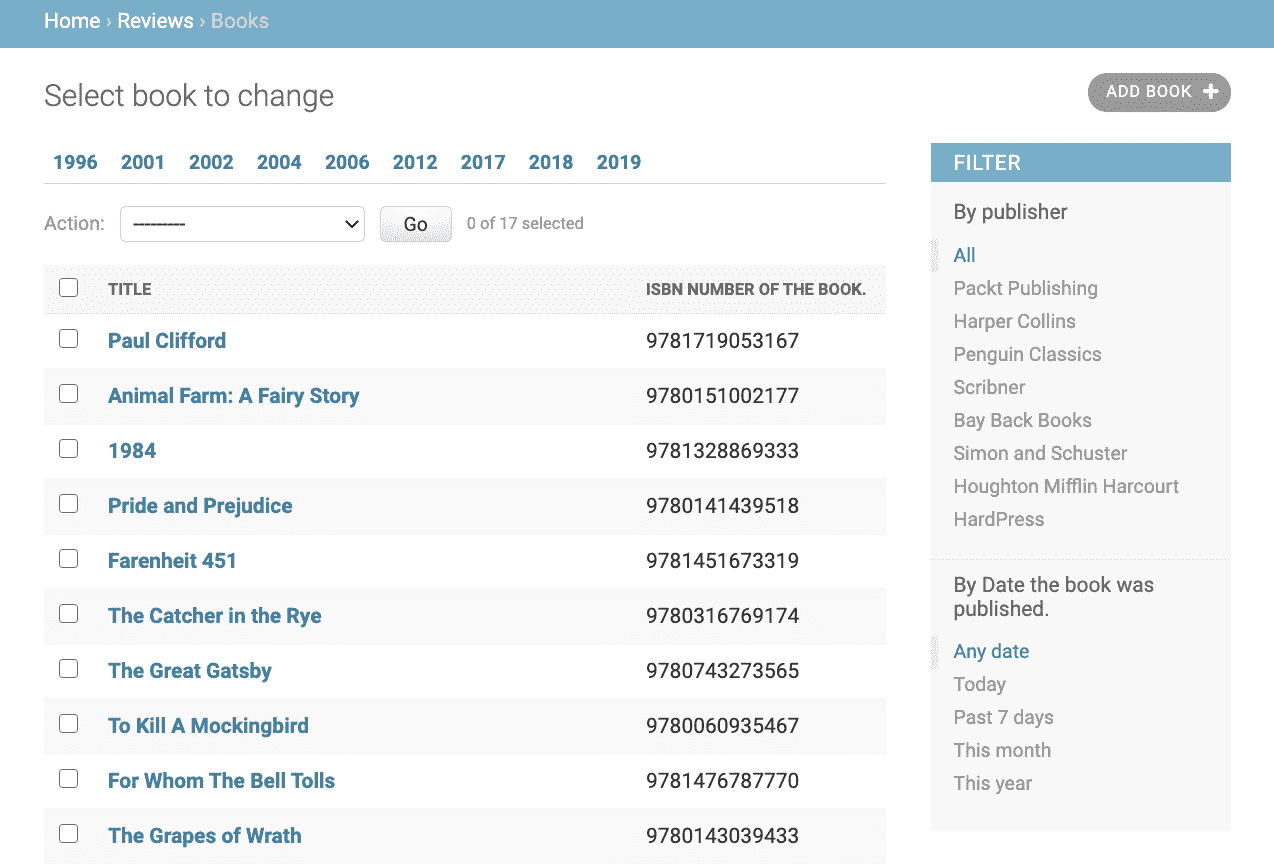 Home › Reviews › Books
Select book to change
ADD BOOK +
1996 2001 2002 2004 2006 2012 2017 2018 2019
Action: --------- Go 0 of 17 selected
TITLE ISBN NUMBER OF THE BOOK.
Paul Clifford 9781719053167
Animal Farm: A Fairy Story 9780151002177
1984 9781328869333
Pride and Prejudice 9780141439518
Farenheit 451 9781451673319
The Catcher in the Rye 9780316769174
The Great Gatsby 9780743273565
To Kill A Mockingbird 9780060935467
For Whom The Bell Tolls 9781476787770
The Grapes of Wrath 9780143039433
FILTER
By publisher
All
Packt Publishing
Harper Collins
Penguin Classics
Scribner
Bay Back Books
Simon and Schuster
Houghton Mifflin Harcourt
HardPress
By Date the book was
published.
Any date
Today
Past 7 days
This month
This year